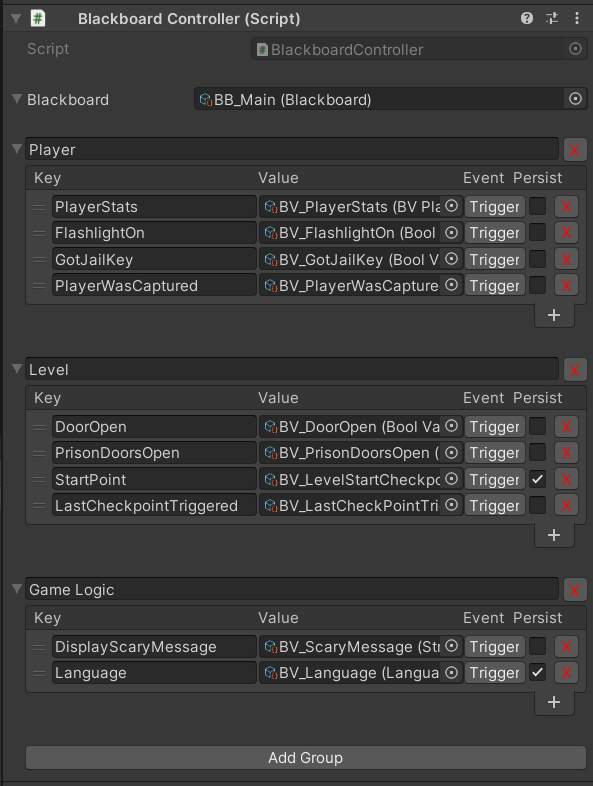 Blackboard Controller (Script)
Script BlackboardController
Blackboard BB_Main (Blackboard)
Player X
Key Value Event Persist
PlayerStats BV_PlayerStats (BV Pla Trigger X
FlashlightOn BV_FlashlightOn (Bool Trigger X
GotJailKey BV_GotJailKey (Bool V Trigger X
PlayerWasCaptured BV_PlayerWasCapture Trigger X
+
Level X
Key Value Event Persist
DoorOpen BV_DoorOpen (Bool Va Trigger X
PrisonDoorsOpen BV_PrisonDoorsOpen ( Trigger X
StartPoint BV_LevelStartCheckpo Trigger X
LastCheckpointTriggered BV_LastCheckPointTri Trigger X
+
Game Logic X
Key Value Event Persist
DisplayScaryMessage BV_ScaryMessage (Str Trigger X
Language BV_Language (Langua Trigger X
+
Add Group